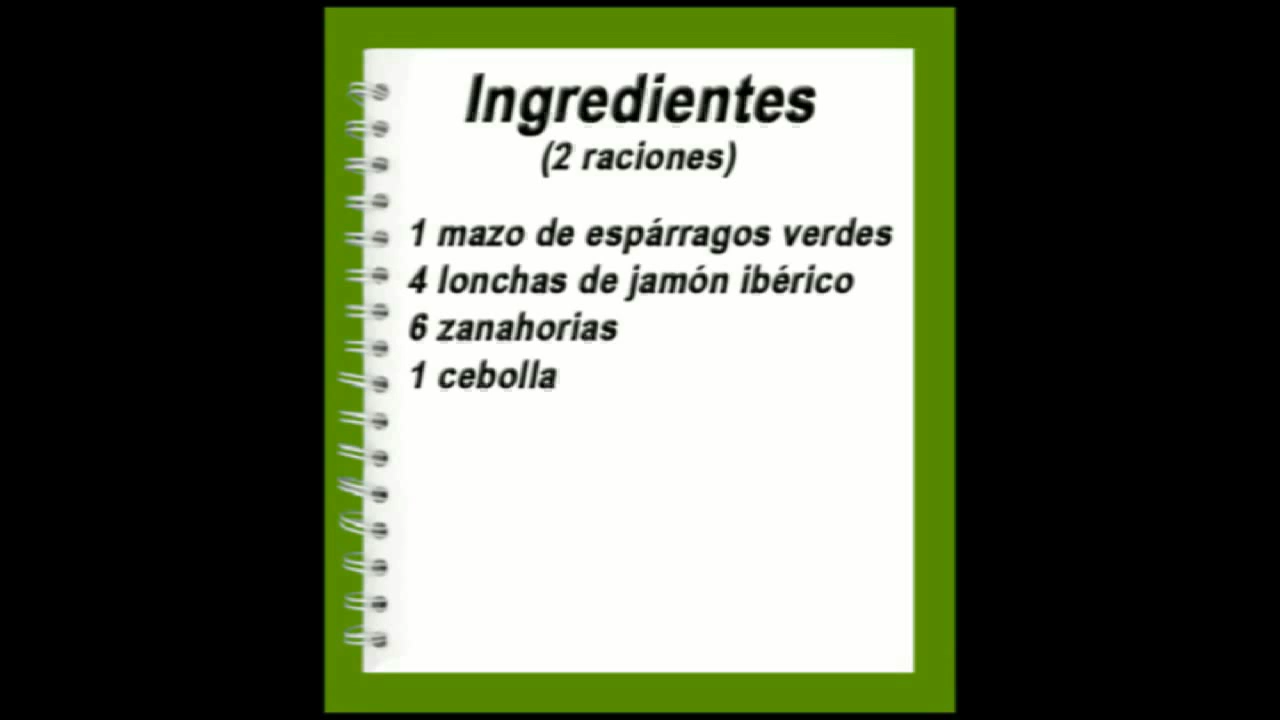 Ingredientes
(2 raciones)
1 mazo de espárragos verdes
4 lonchas de jamón ibérico
6 zanahorias
1 cebolla